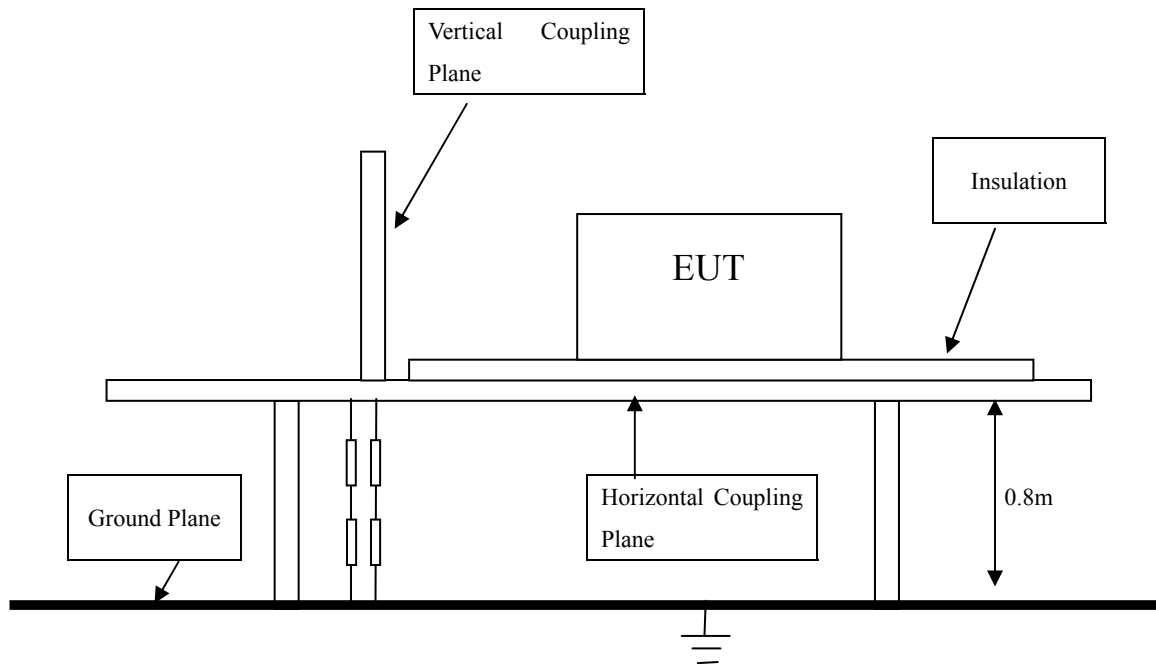 Vertical Coupling
Plane
Insulation
EUT
Ground Plane
Horizontal Coupling
Plane
0.8m